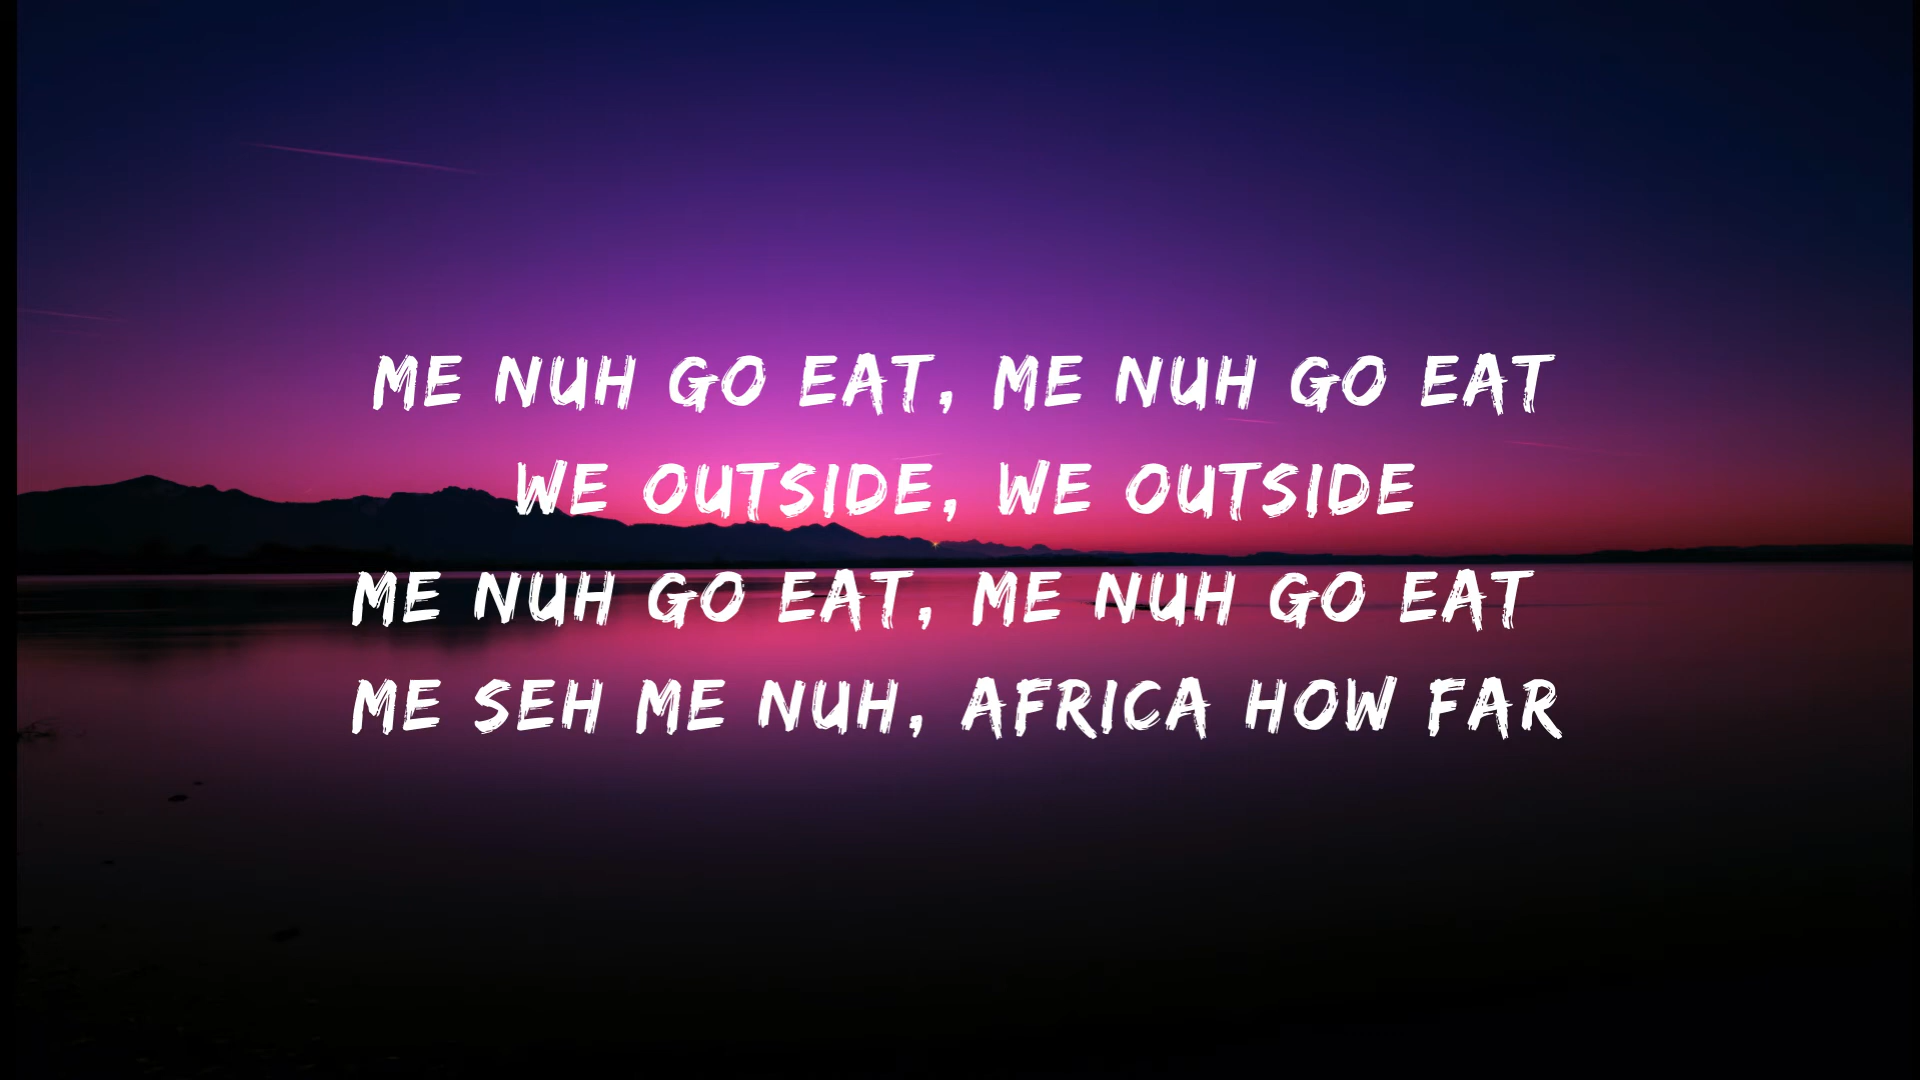 ME NUH GO EAT, ME NUH GO EAT
WE OUTSIDE, WE OUTSIDE
ME NUH GO EAT, ME NUH GO EAT
ME SEH ME NUH, AFRICA HOW FAR